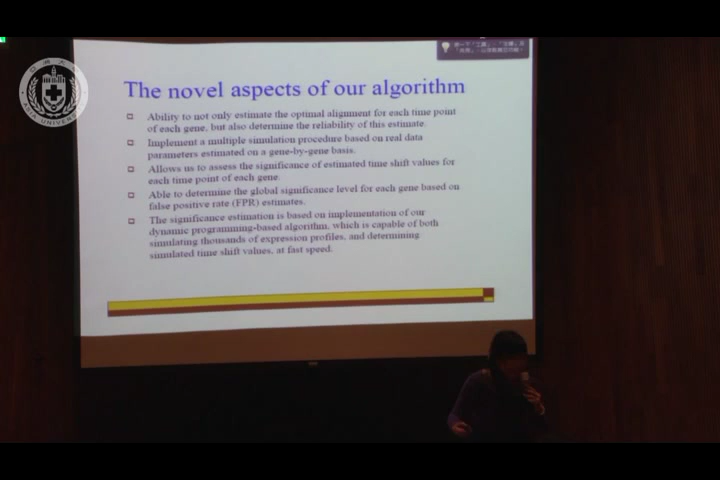 The novel aspects of our algorithm
Ability to not only estimate the optimal alignment for each time point
of each gene, but also determine the reliability of this estimate.
Implement a multiple simulation procedure based on real data
parameters estimated on a gene-by-gene basis.
Allows us to assess the significance of estimated time shift values for
each time point of each gene.
Able to determine the global significance level for each gene based on
false positive rate (FPR) estimates.
The significance estimation is based on implementation of our
dynamic programming-based algorithm, which is capable of both
simulating thousands of expression profiles, and determining
simulated time shift values, at fast speed.
ASIA UNIVERSITY